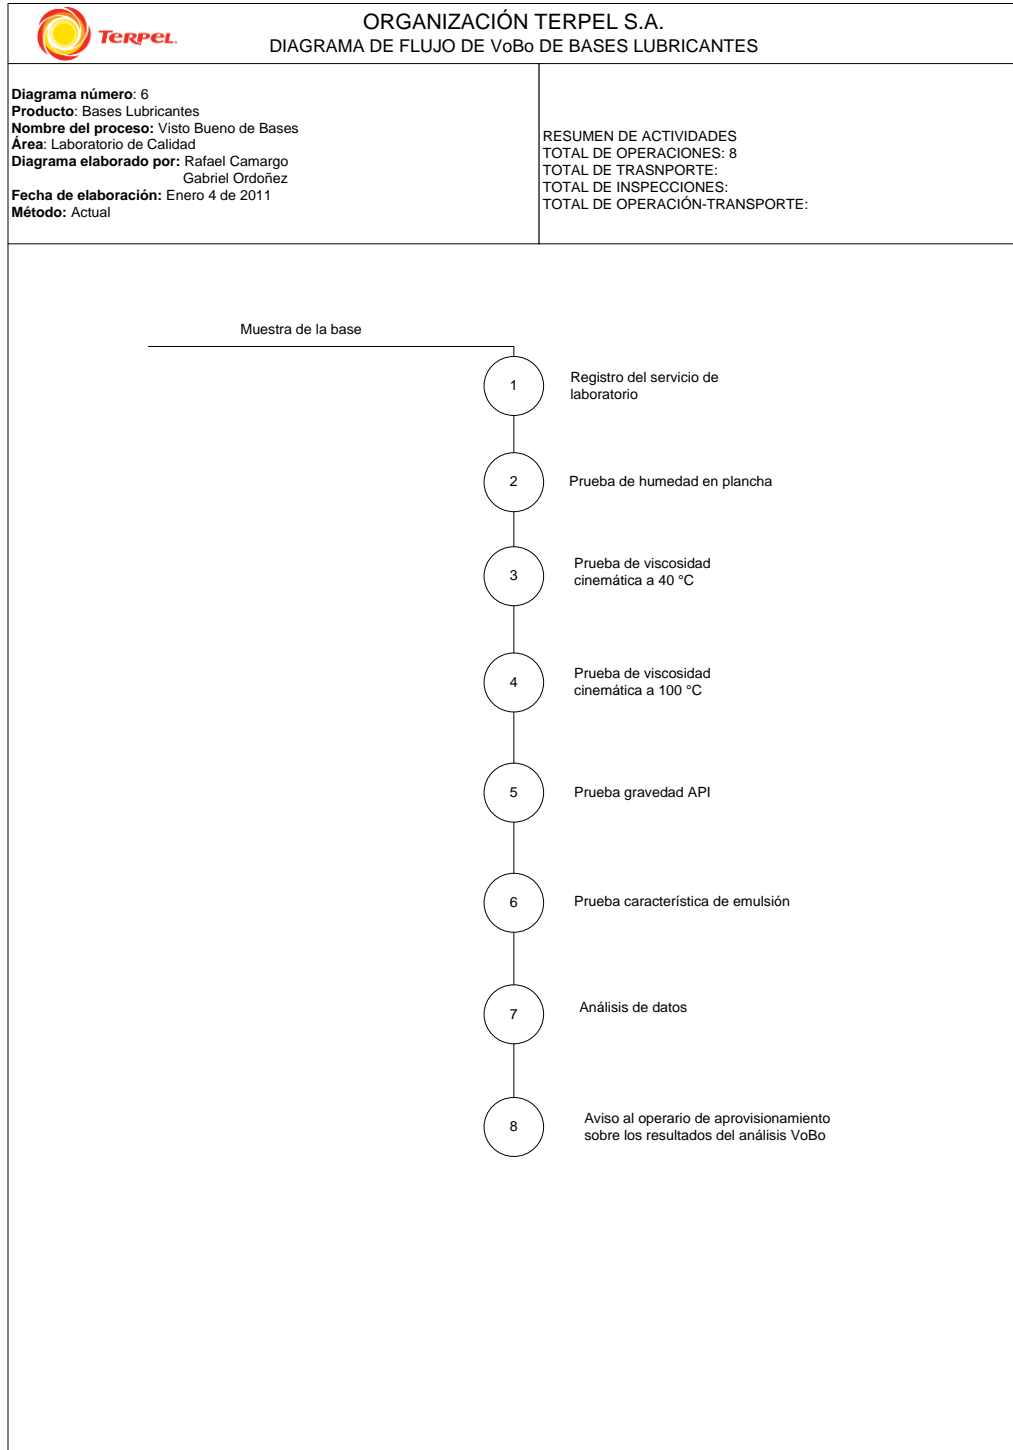 TERPEL.
ORGANIZACIÓN TERPEL S.A.
DIAGRAMA DE FLUJO DE VoBo DE BASES LUBRICANTES
Diagrama número: 6
Producto: Bases Lubricantes
Nombre del proceso: Visto Bueno de Bases
Área: Laboratorio de Calidad
Diagrama elaborado por: Rafael Camargo
Gabriel Ordoñez
Fecha de elaboración: Enero 4 de 2011
Método: Actual
RESUMEN DE ACTIVIDADES
TOTAL DE OPERACIONES: 8
TOTAL DE TRASNPORTE:
TOTAL DE INSPECCIONES:
TOTAL DE OPERACIÓN-TRANSPORTE:
Muestra de la base
1
Registro del servicio de
laboratorio
2
Prueba de humedad en plancha
3
Prueba de viscosidad
cinemática a 40 °C
4
Prueba de viscosidad
cinemática a 100 °C
5
Prueba gravedad API
6
Prueba característica de emulsión
7
Análisis de datos
8
Aviso al operario de aprovisionamiento
sobre los resultados del análisis VoBo